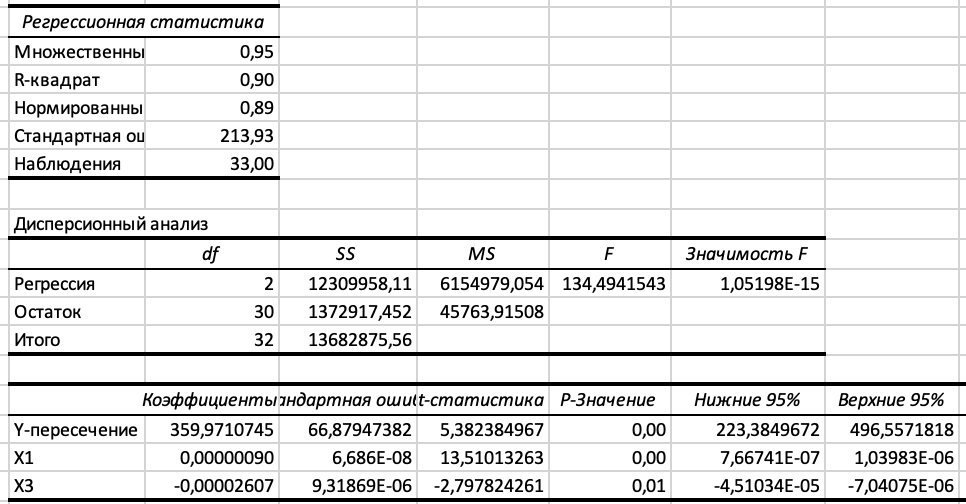 Регрессионная статистика
Множественны 0,95
R-квадрат 0,90
Нормированны 0,89
Стандартная ош 213,93
Наблюдения 33,00
Дисперсионный анализ
df SS MS F Значимость F
Регрессия 2 12309958,11 6154979,054 134,4941543 1,05198E-15
Остаток 30 1372917,452 45763,91508
Итого 32 13682875,56
Коэффициенты андартная ошиб t-статистика P-Значение Нижние 95% Верхние 95%
Y-пересечение 359,9710745 66,87947382 5,382384967 0,00 223,3849672 496,5571818
X1 0,00000090 6,686E-08 13,51013263 0,00 7,66741E-07 1,03983E-06
X3 -0,00002607 9,31869E-06 -2,797824261 0,01 -4,51034E-05 -7,04075E-06